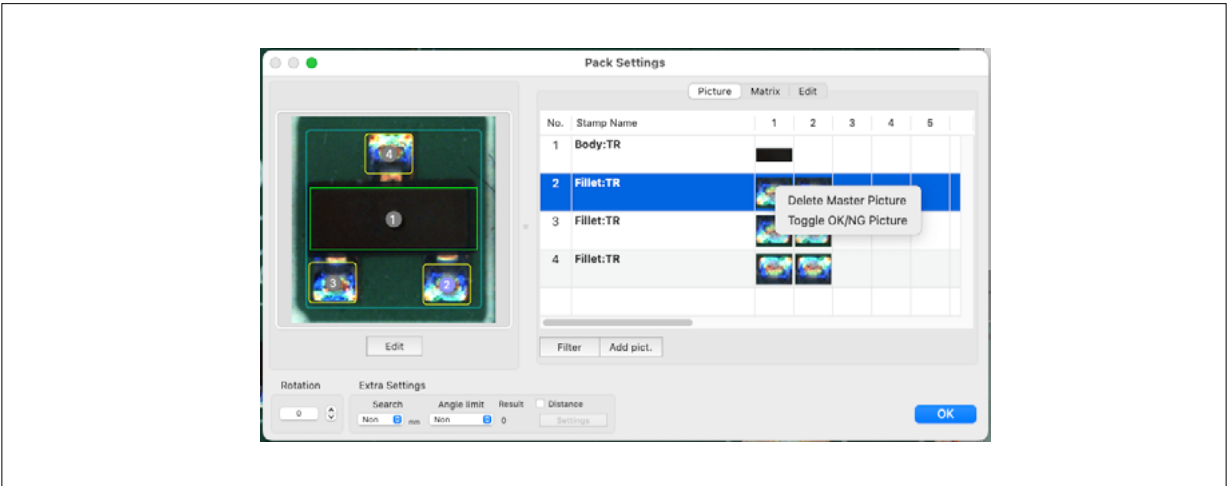 Pack Settings
Picture Matrix Edit
No. Stamp Name 1 2 3 4 5
1 Body:TR
2 Fillet:TR
3 Fillet:TR
4 Fillet:TR
Delete Master Picture
Toggle OK/NG Picture
4
1
3 2
Edit
Filter Add pict.
Rotation Extra Settings
Search Angle limit Result Distance
0 Non mm Non 0 Settings
OK